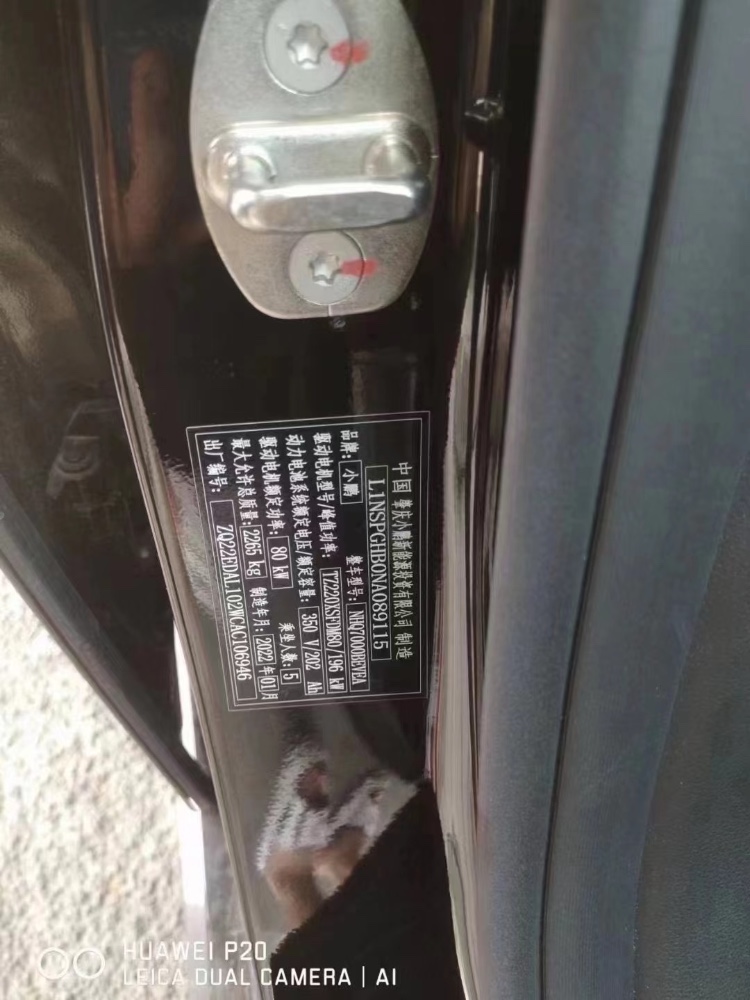 中国 肇庆小鹏新能源投资有限公司 制造
L1NSPGHB0NA089115
品牌：小鹏 整车型号：NHQ7000BEVEA
驱动电机型号/峰值功率：TZ220XSFDM80/196 kW
动力电池系统额定电压/额定容量：350 V/202 Ah
驱动电机额定功率：80 kW 乘坐人数：5
最大允许总质量：2265 kg 制造年月：2022年01月
出厂编号：ZQ22EDAL102WCAC106946
HUAWEI P20
LEICA DUAL CAMERA | AI